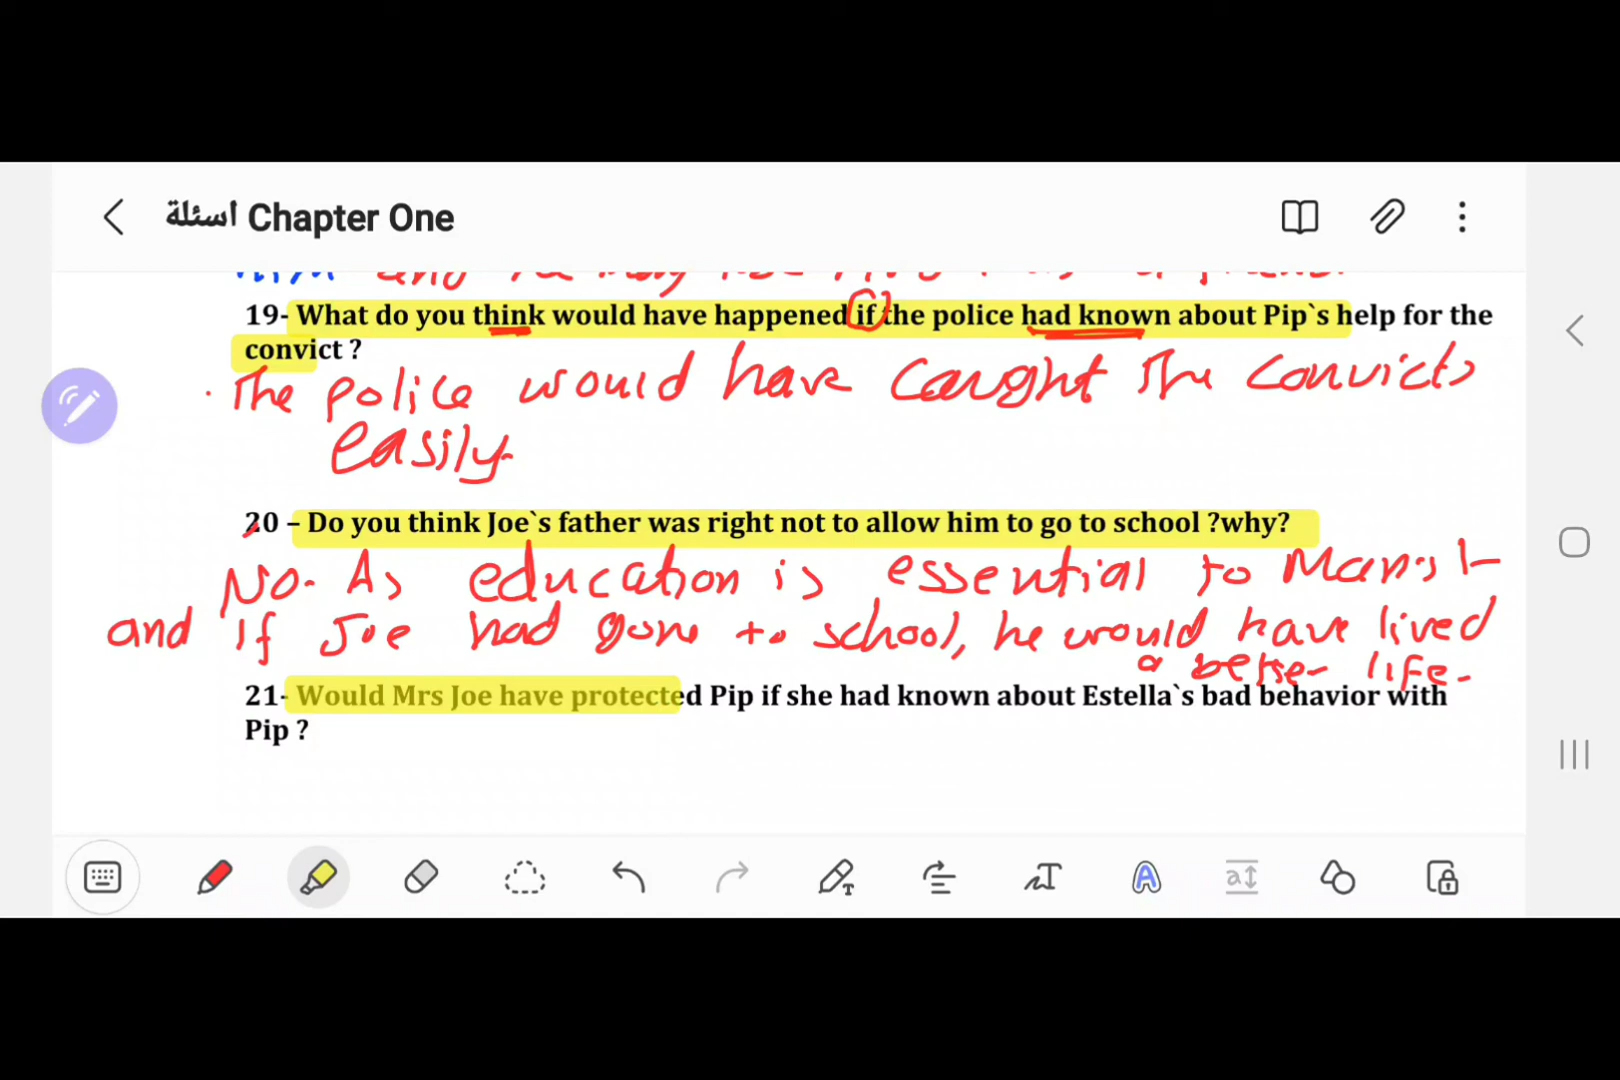 اسئلة Chapter One
19- What do you think would have happened if the police had known about Pip`s help for the
convict ?
. The police would have caught The convicts
easily.
20 – Do you think Joe`s father was right not to allow him to go to school ?why?
No. As education is essential to
and if Joe had gone to school, he would have lived
a better life.
21- Would Mrs Joe have protected Pip if she had known about Estella`s bad behavior with
Pip ?